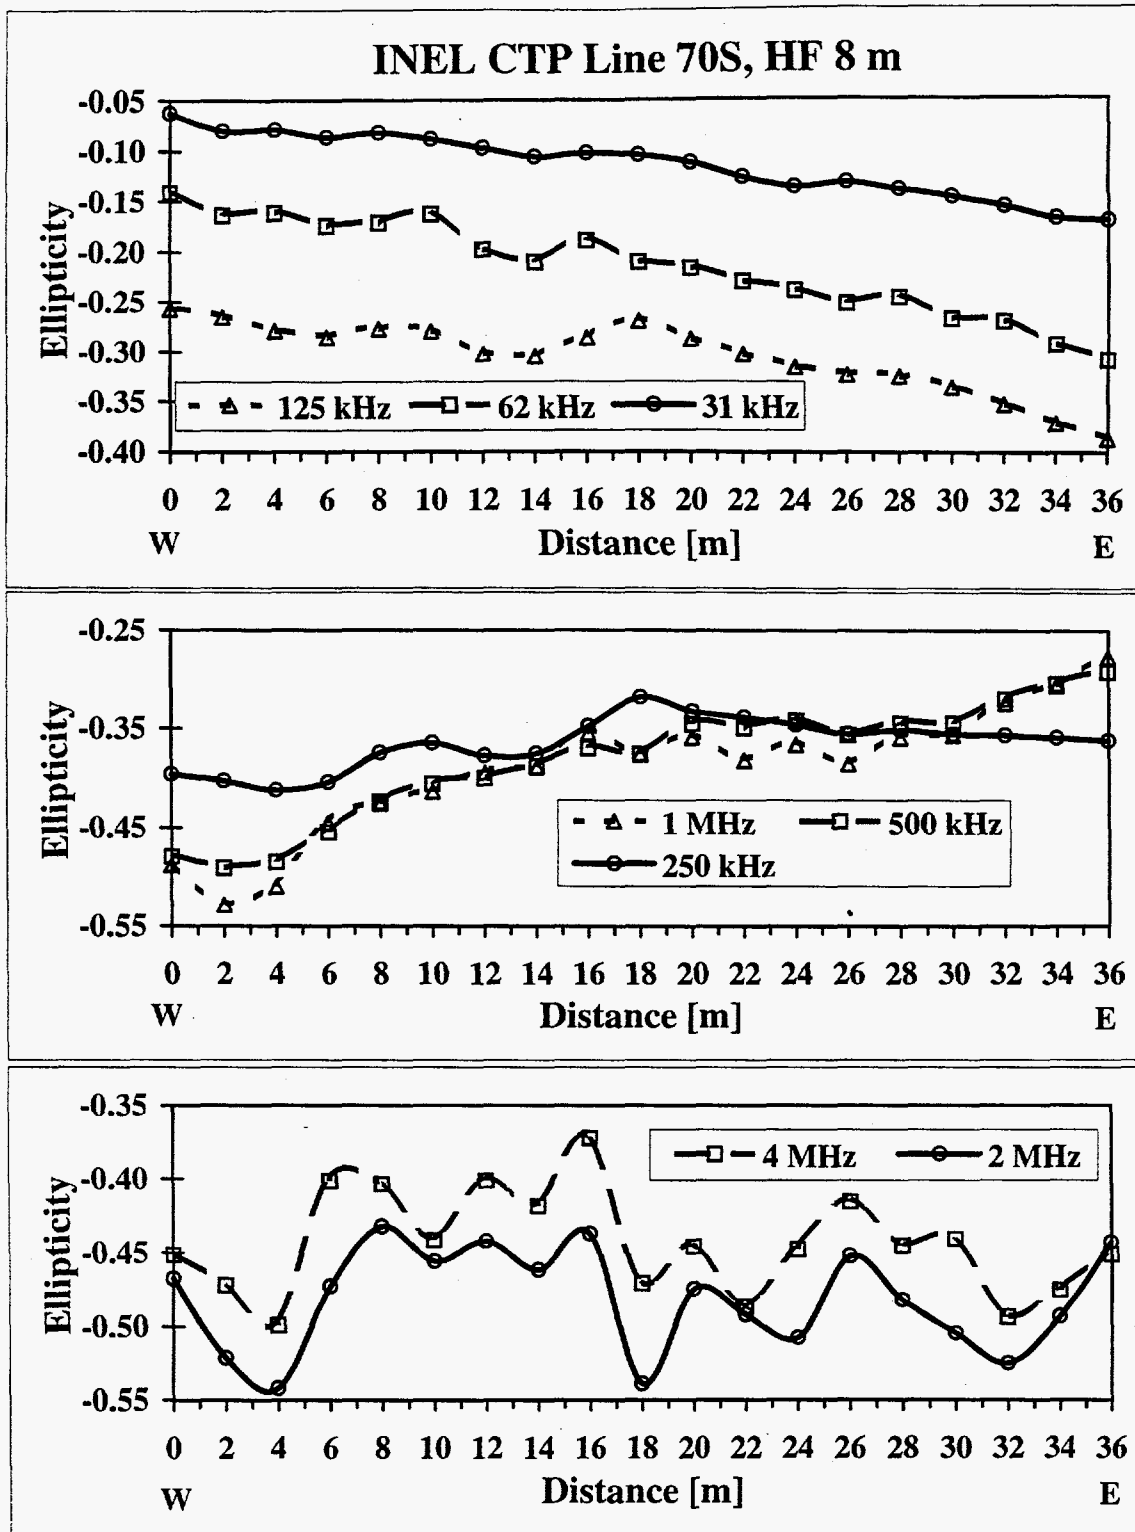 INEL CTP Line 70S, HF 8 m
-0.05
-0.10
-0.15
-0.20
-0.25
-0.30
-0.35
-0.40
Ellipticity
125 kHz 62 kHz 31 kHz
0 2 4 6 8 10 12 14 16 18 20 22 24 26 28 30 32 34 36
W Distance [m] E
-0.25
-0.35
-0.45
-0.55
Ellipticity
1 MHz 500 kHz
250 kHz
0 2 4 6 8 10 12 14 16 18 20 22 24 26 28 30 32 34 36
W Distance [m] E
-0.35
-0.40
-0.45
-0.50
-0.55
Ellipticity
4 MHz 2 MHz
0 2 4 6 8 10 12 14 16 18 20 22 24 26 28 30 32 34 36
W Distance [m] E